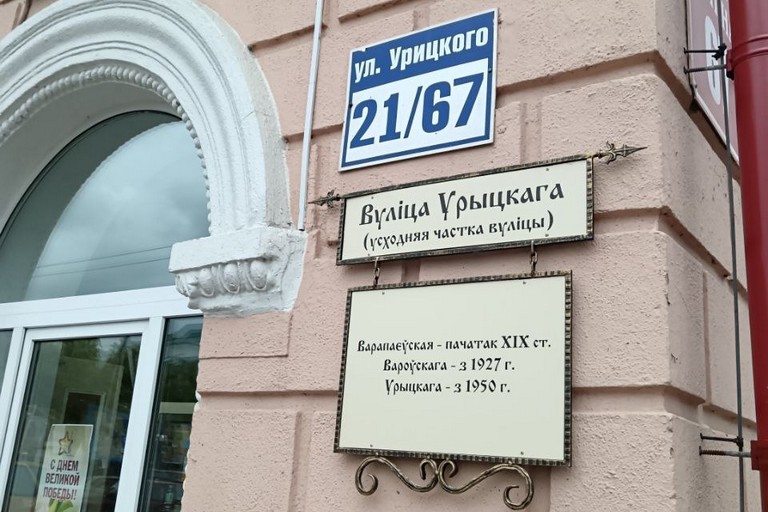 ул. Урицкого
21/67
Вуліца Урыцкага
(усходняя частка вуліцы)
Варапаеўская - пачатак XIX ст.
Вароўскага - з 1927 г.
Урыцкага - з 1950 г.
С ДНЕМ
ВЕЛИКОЙ
ПОБЕДЫ!